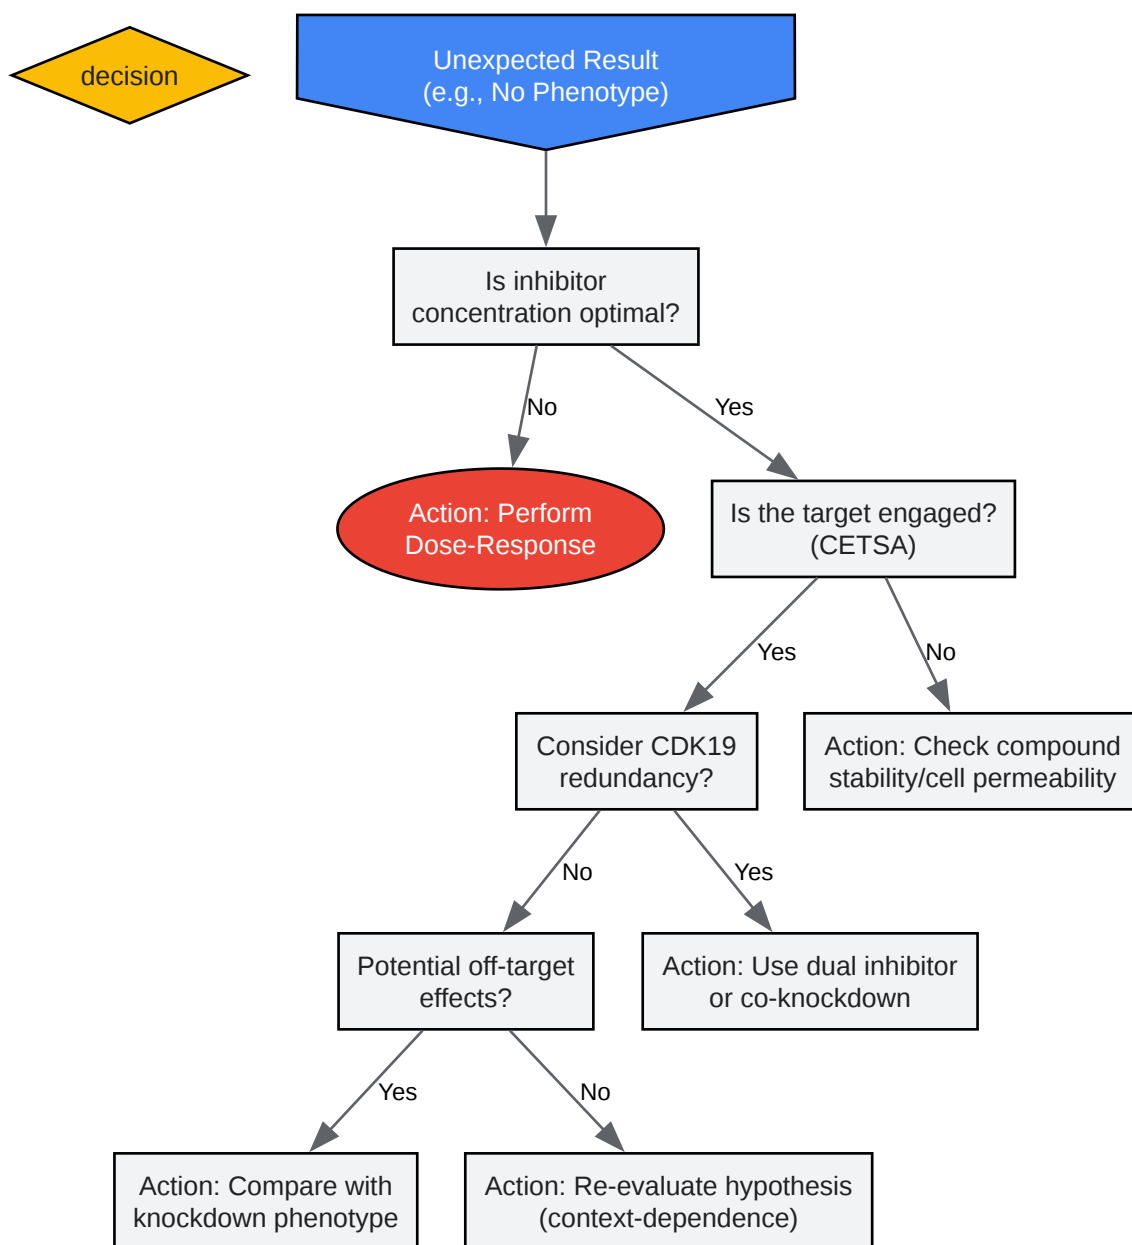 decision
Unexpected Result
(e.g., No Phenotype)
Is inhibitor
concentration optimal?
No
Yes
Action: Perform
Dose-Response
Is the target engaged?
(CETSA)
Yes
No
Consider CDK19
redundancy?
Action: Check compound
stability/cell permeability
No
Yes
Potential off-target
effects?
Action: Use dual inhibitor
or co-knockdown
Yes
No
Action: Compare with
knockdown phenotype
Action: Re-evaluate hypothesis
(context-dependence)